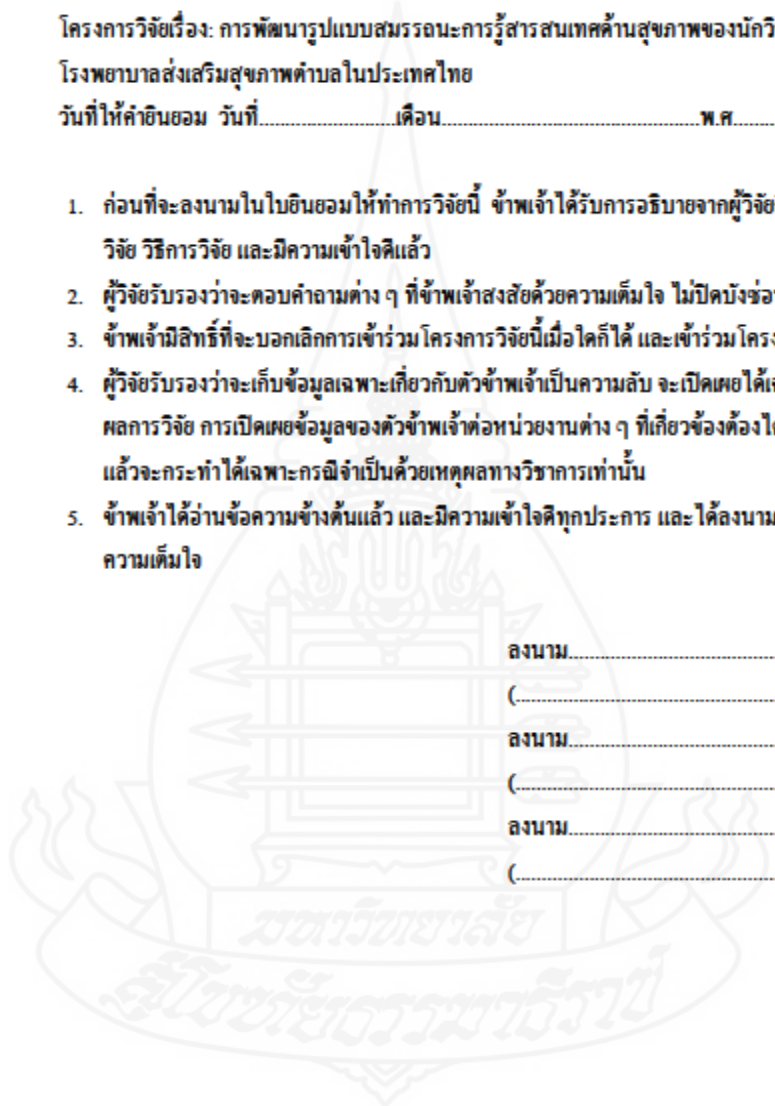 โครงการวิจัยเรื่อง: การพัฒนารูปแบบสมรรถนะการรู้สารสนเทศด้านสุขภาพของนักวิ
โรงพยาบาลส่งเสริมสุขภาพตำบลในประเทศไทย
วันที่ให้คำยินยอม วันที่..............................เดือน..........................................................พ.ศ.........
1. ก่อนที่จะลงนามในใบยินยอมให้ทำการวิจัยนี้ ข้าพเจ้าได้รับการอธิบายจากผู้วิจัย
วิจัย วิธีการวิจัย และมีความเข้าใจดีแล้ว
2. ผู้วิจัยรับรองว่าจะตอบคำถามต่าง ๆ ที่ข้าพเจ้าสงสัยด้วยความเต็มใจ ไม่ปิดบังซ่อ
3. ข้าพเจ้ามีสิทธิ์ที่จะบอกเลิกการเข้าร่วมโครงการวิจัยนี้เมื่อใดก็ได้ และเข้าร่วมโครง
4. ผู้วิจัยรับรองว่าจะเก็บข้อมูลเฉพาะเกี่ยวกับตัวข้าพเจ้าเป็นความลับ จะเปิดเผยได้เ
ผลการวิจัย การเปิดเผยข้อมูลของตัวข้าพเจ้าต่อหน่วยงานต่าง ๆ ที่เกี่ยวข้องต้องได
แล้วจะกระทำได้เฉพาะกรณีจำเป็นด้วยเหตุผลทางวิชาการเท่านั้น
5. ข้าพเจ้าได้อ่านข้อความข้างต้นแล้ว และมีความเข้าใจดีทุกประการ และได้ลงนาม
ความเต็มใจ
ลงนาม..............................................
(..........................................................
ลงนาม..............................................
(..........................................................
ลงนาม..............................................
(..........................................................
มหาวิทยาลัย
สุโขทัยธรรมาธิราช